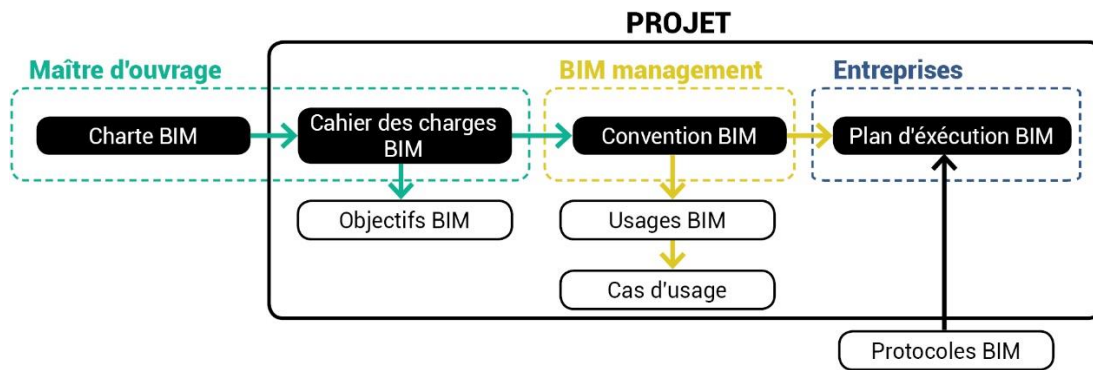 PROJET
Maître d'ouvrage
BIM management
Entreprises
Charte BIM
Cahier des charges
BIM
Convention BIM
Plan d'éxécution BIM
Objectifs BIM
Usages BIM
Cas d'usage
Protocoles BIM